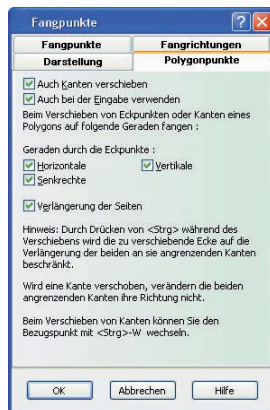 Fangpunkte
Fangpunkte Fangrichtungen
Darstellung Polygonpunkte
Auch Kanten verschieben
Auch bei der Eingabe verwenden
Beim Verschieben von Eckpunkten oder Kanten eines
Polygons auf folgende Geraden fangen :
Geraden durch die Eckpunkte :
Horizontale Vertikale
Senkrechte
Verlängerung der Seiten
Hinweis: Durch Drücken von <Strg> während des
Verschiebens wird die zu verschiebende Ecke auf die
Verlängerung der beiden an sie angrenzenden Kanten
beschränkt.
Wird eine Kante verschoben, verändern die beiden
angrenzenden Kanten ihre Richtung nicht.
Beim Verschieben von Kanten können Sie den
Bezugspunkt mit <Strg>-W wechseln.
OK Abbrechen Hilfe